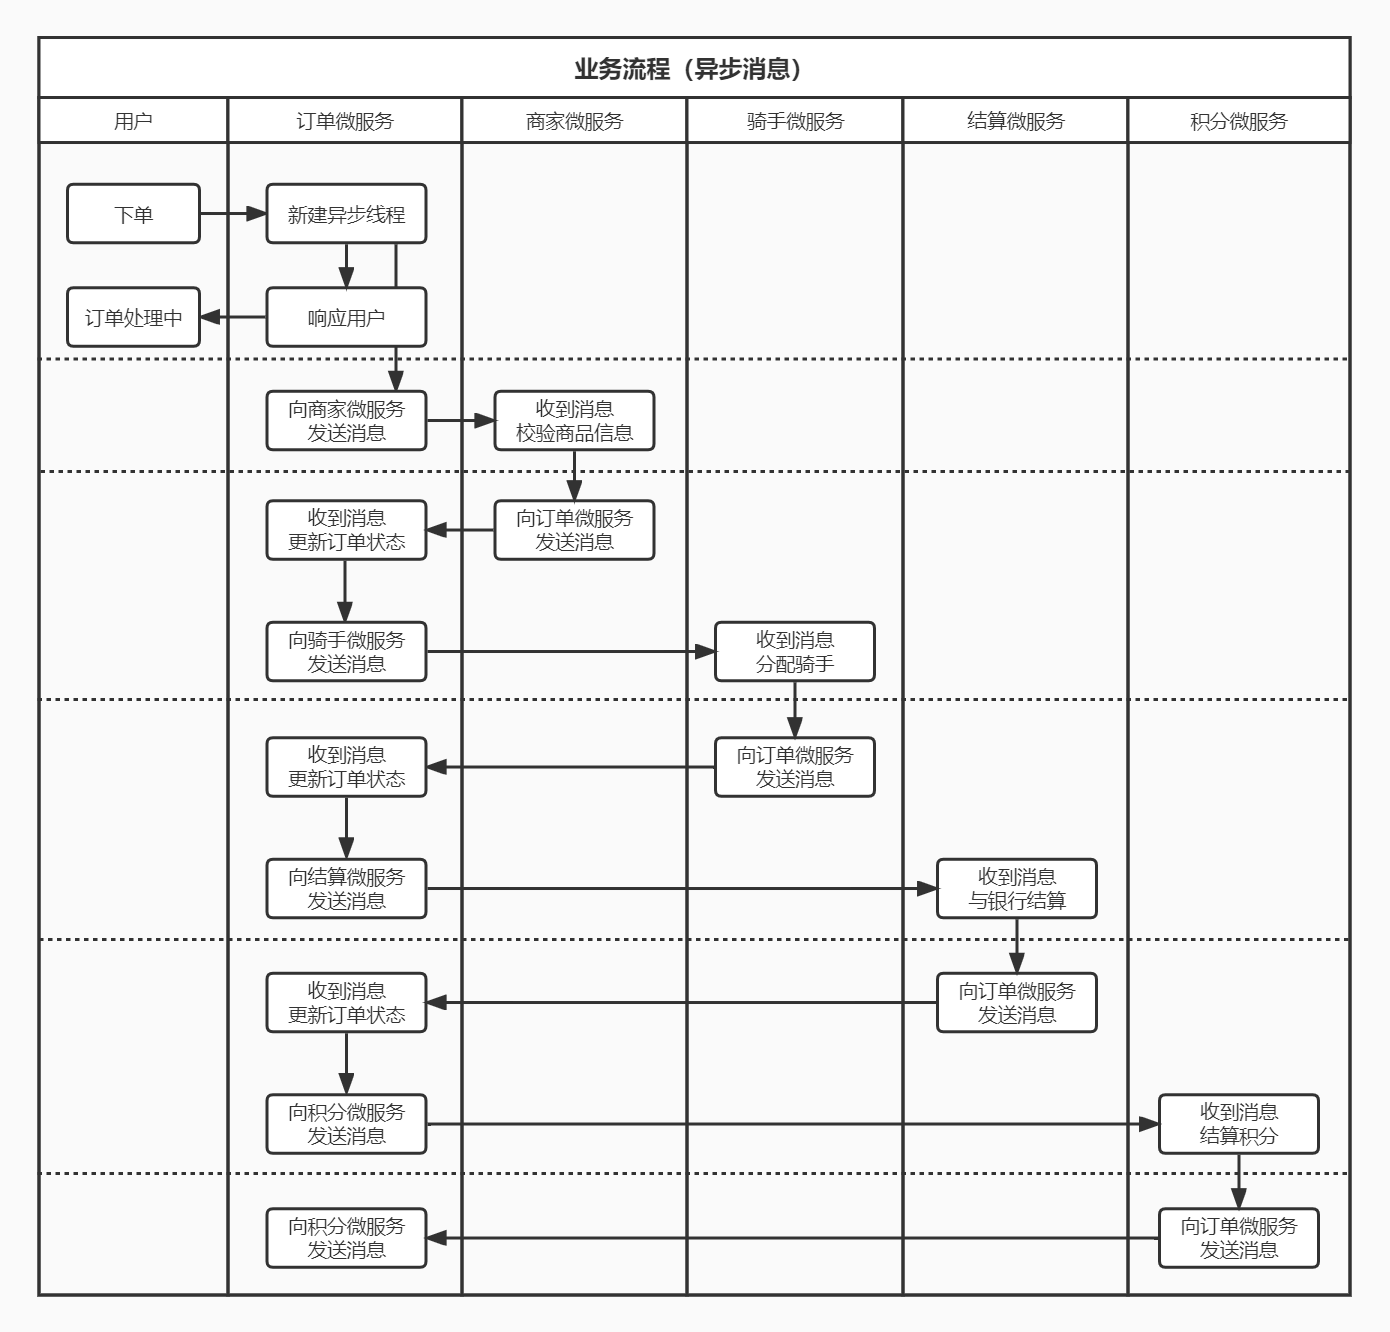 业务流程（异步消息）
用户
订单微服务
商家微服务
骑手微服务
结算微服务
积分微服务
下单
新建异步线程
订单处理中
响应用户
向商家微服务
发送消息
收到消息
校验商品信息
收到消息
更新订单状态
向订单微服务
发送消息
向骑手微服务
发送消息
收到消息
分配骑手
收到消息
更新订单状态
向订单微服务
发送消息
向结算微服务
发送消息
收到消息
与银行结算
收到消息
更新订单状态
向订单微服务
发送消息
向积分微服务
发送消息
收到消息
结算积分
向积分微服务
发送消息
向订单微服务
发送消息